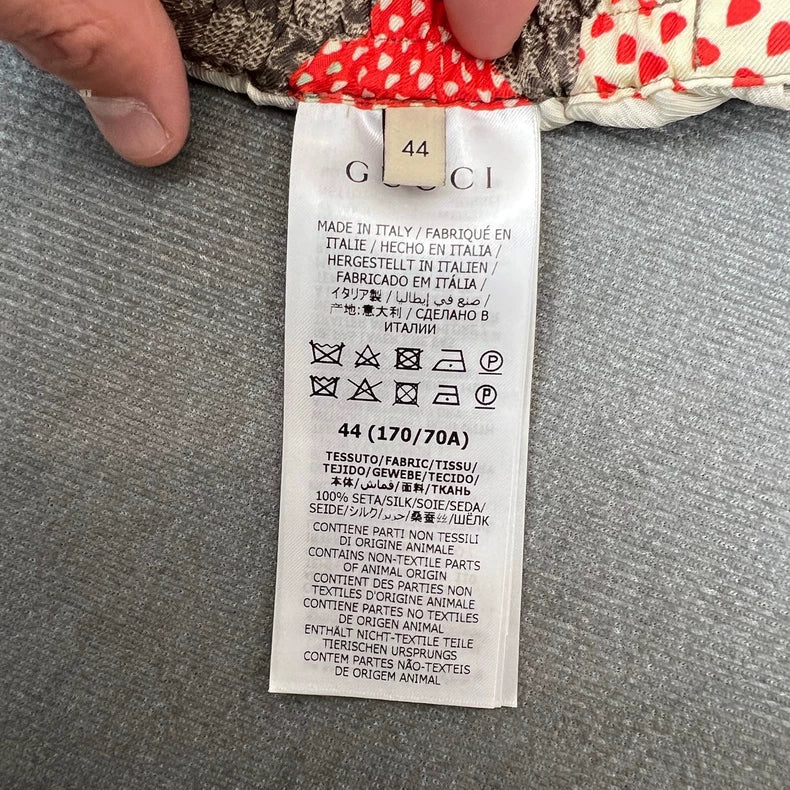 44
GUCCI
MADE IN ITALY / FABRIQUÉ EN
ITALIE / HECHO EN ITALIA /
HERGESTELLT IN ITALIEN /
FABRICADO EM ITÁLIA /
イタリア製 / صنع في إيطاليا /
产地:意大利 / СДЕЛАНО В
ИТАЛИИ
P
P
44 (170/70A)
TESSUTO/FABRIC/TISSU/
TEJIDO/GEWEBE/TECIDO/
本体/قماش/面料/ТКАНЬ
100% SETA/SILK/SOIE/SEDA/
SEIDE/シルク/حرير/桑蚕丝/ШЁЛК
CONTIENE PARTI NON TESSILI
DI ORIGINE ANIMALE
CONTAINS NON-TEXTILE PARTS
OF ANIMAL ORIGIN
CONTIENT DES PARTIES NON
TEXTILES D'ORIGINE ANIMALE
CONTIENE PARTES NO TEXTILES
DE ORIGEN ANIMAL
ENTHÄLT NICHT-TEXTILE TEILE
TIERISCHEN URSPRUNGS
CONTEM PARTES NÃO-TEXTEIS
DE ORIGEM ANIMAL